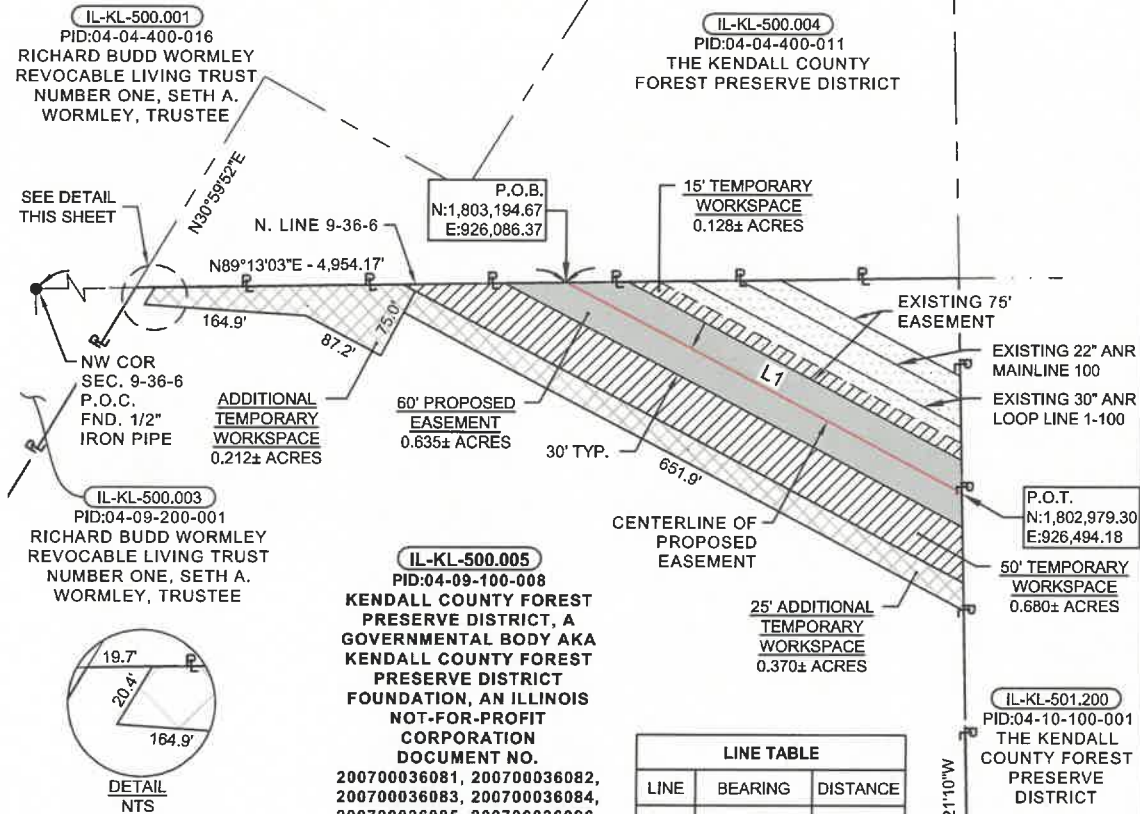 IL-KL-500.001
PID:04-04-400-016
RICHARD BUDD WORMLEY
REVOCABLE LIVING TRUST
NUMBER ONE, SETH A.
WORMLEY, TRUSTEE
IL-KL-500.004
PID:04-04-400-011
THE KENDALL COUNTY
FOREST PRESERVE DISTRICT
SEE DETAIL
THIS SHEET
N30°59'52"E
N. LINE 9-36-6
P.O.B.
N:1,803,194.67
E:926,086.37
15' TEMPORARY
WORKSPACE
0.128± ACRES
N89°13'03"E - 4,954.17'
164.9'
87.2'
75.0'
NW COR
SEC. 9-36-6
P.O.C.
FND. 1/2"
IRON PIPE
ADDITIONAL
TEMPORARY
WORKSPACE
0.212± ACRES
60' PROPOSED
EASEMENT
0.635± ACRES
30' TYP.
L1
651.9'
EXISTING 75'
EASEMENT
EXISTING 22" ANR
MAINLINE 100
EXISTING 30" ANR
LOOP LINE 1-100
CENTERLINE OF
PROPOSED
EASEMENT
P.O.T.
N:1,802,979.30
E:926,494.18
50' TEMPORARY
WORKSPACE
0.680± ACRES
25' ADDITIONAL
TEMPORARY
WORKSPACE
0.370± ACRES
IL-KL-500.003
PID:04-09-200-001
RICHARD BUDD WORMLEY
REVOCABLE LIVING TRUST
NUMBER ONE, SETH A.
WORMLEY, TRUSTEE
IL-KL-500.005
PID:04-09-100-008
KENDALL COUNTY FOREST
PRESERVE DISTRICT, A
GOVERNMENTAL BODY AKA
KENDALL COUNTY FOREST
PRESERVE DISTRICT
FOUNDATION, AN ILLINOIS
NOT-FOR-PROFIT
CORPORATION
DOCUMENT NO.
200700036081, 200700036082,
200700036083, 200700036084,
19.7'
20.4'
164.9'
DETAIL
NTS
LINE TABLE
LINE BEARING DISTANCE
21'10"W
IL-KL-501.200
PID:04-10-100-001
THE KENDALL
COUNTY FOREST
PRESERVE
DISTRICT